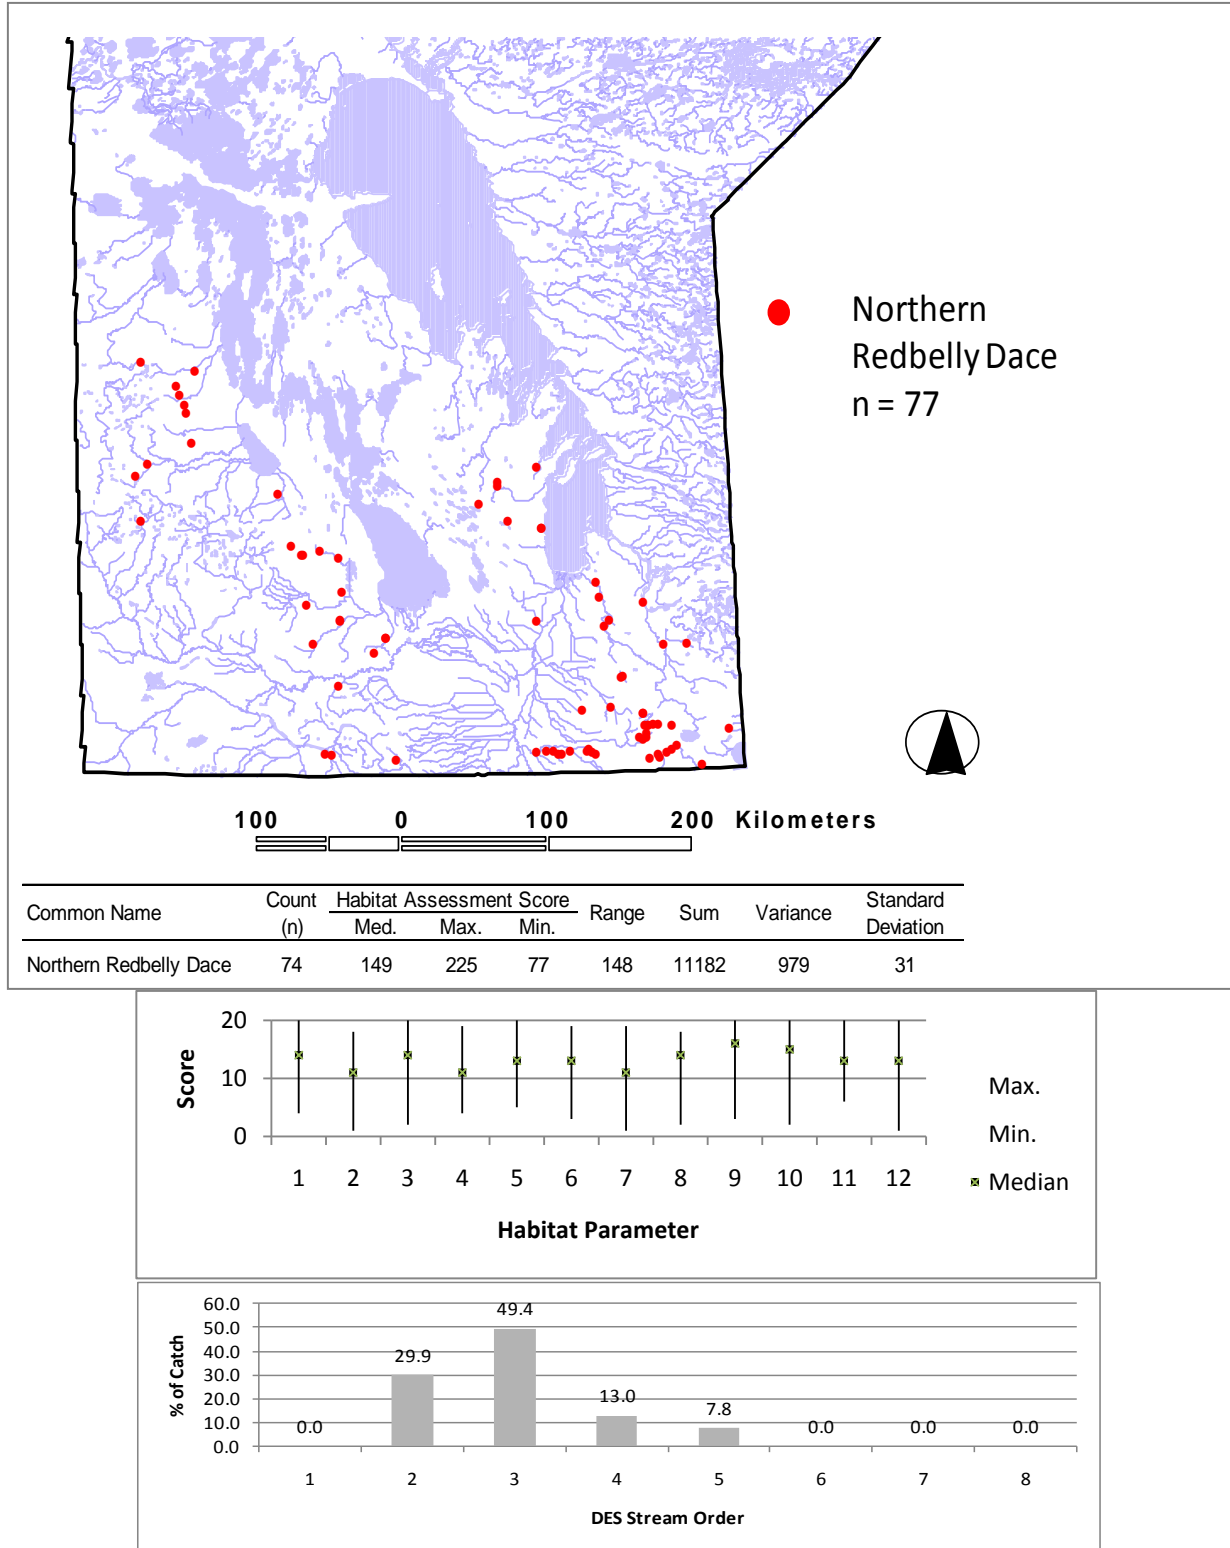 Northern
Redbelly Dace
n = 77
100 0 100 200 Kilometers
Common Name Count (n) Habitat Assessment Score Range Sum Variance Standard Deviation
Med. Max. Min.
Northern Redbelly Dace 74 149 225 77 148 11182 979 31
20
10
0
Score
1 2 3 4 5 6 7 8 9 10 11 12
Habitat Parameter
Max.
Min.
Median
60.0
50.0
40.0
30.0
20.0
10.0
0.0
% of Catch
0.0 29.9 49.4 13.0 7.8 0.0 0.0 0.0
1 2 3 4 5 6 7 8
DES Stream Order